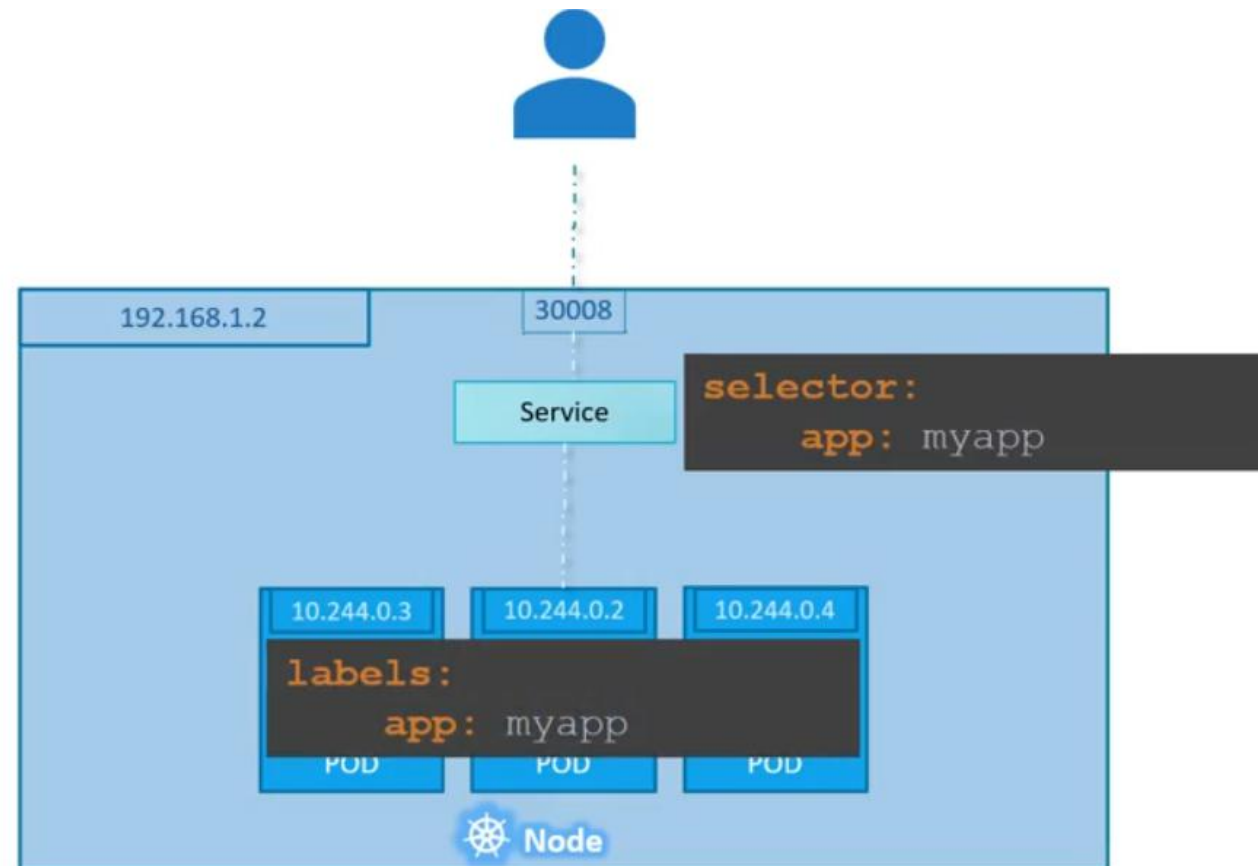 192.168.1.2
30008
Service
selector:
app: myapp
10.244.0.3
10.244.0.2
10.244.0.4
labels:
app: myapp
POD
POD
POD
Node